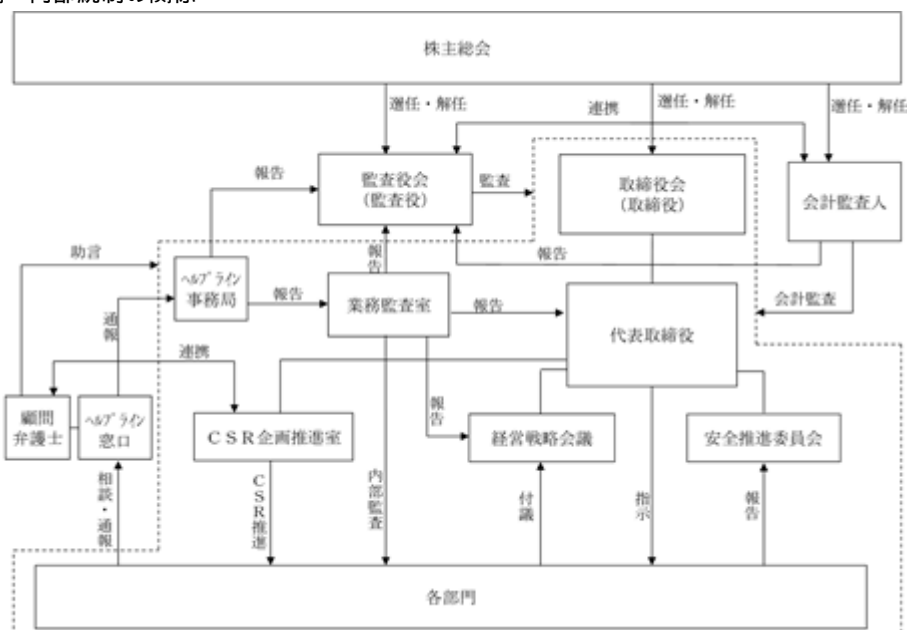 株主総会
選任・解任
選任・解任
選任・解任
連携
報告
監査役会
(監査役)
監査
取締役会
(取締役)
会計監査人
助言
ﾍﾙﾌﾟﾗｲﾝ
事務局
報告
報告
報告
業務監査室
報告
会計監査
代表取締役
通報
連携
顧問
弁護士
ﾍﾙﾌﾟﾗｲﾝ
窓口
CSR企画推進室
報告
経営戦略会議
安全推進委員会
相談・通報
CSR推進
内部監査
付議
指示
報告
各部門